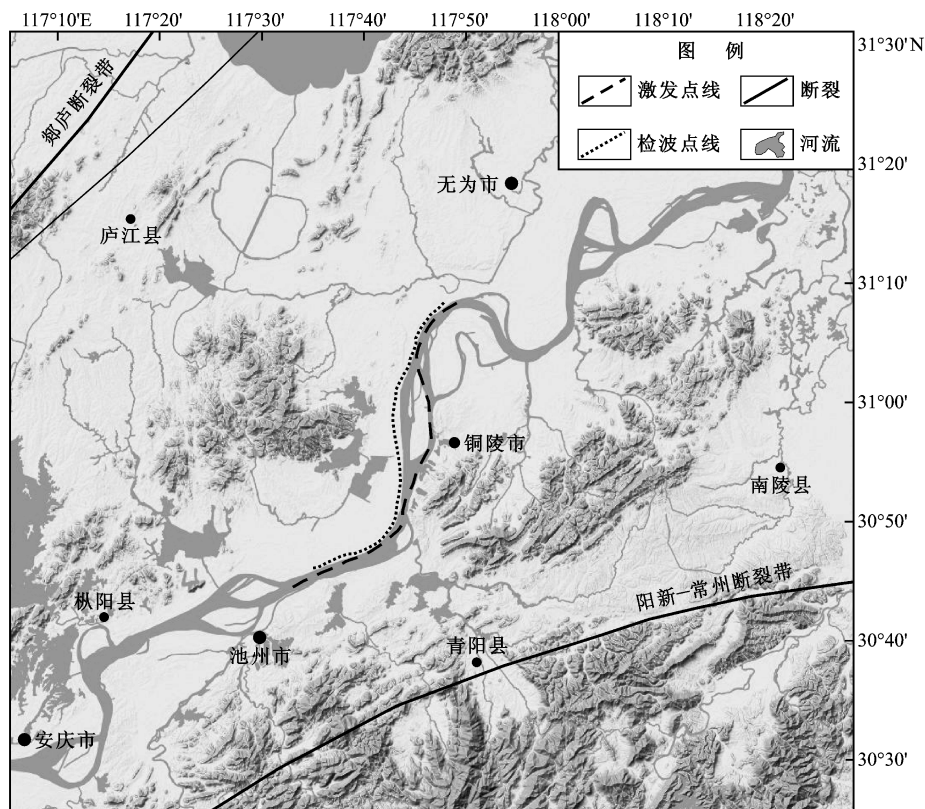 117°10'E 117°20' 117°30' 117°40' 117°50' 118°00' 118°10' 118°20'
31°30'N
图 例
激发点线 断裂
检波点线 河流
郯庐断裂带
31°20'
无为市
庐江县
31°10'
31°00'
铜陵市
南陵县
30°50'
阳新–常州断裂带
枞阳县
30°40'
池州市
青阳县
安庆市
30°30'